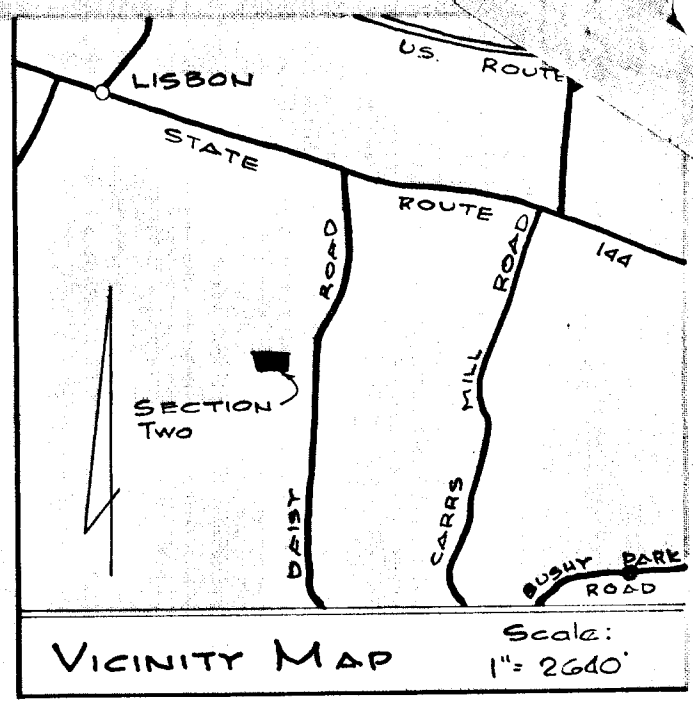 U.S. ROUTE
LISBON
STATE ROUTE 144
DAISY ROAD
CARRS MILL ROAD
SECTION
TWO
BUSHY PARK
ROAD
VICINITY MAP
Scale:
1"= 2640'